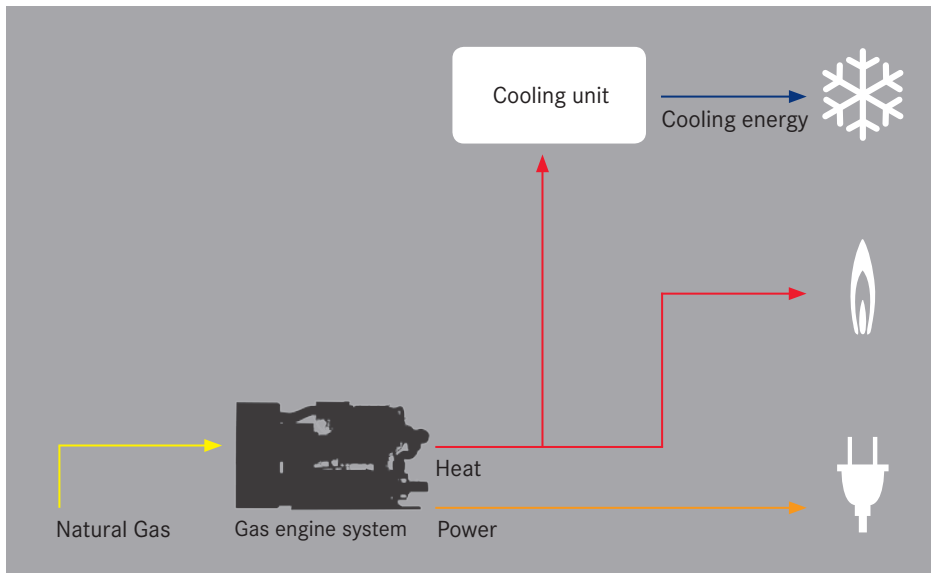 Cooling unit
Cooling energy
Heat
Natural Gas
Gas engine system
Power